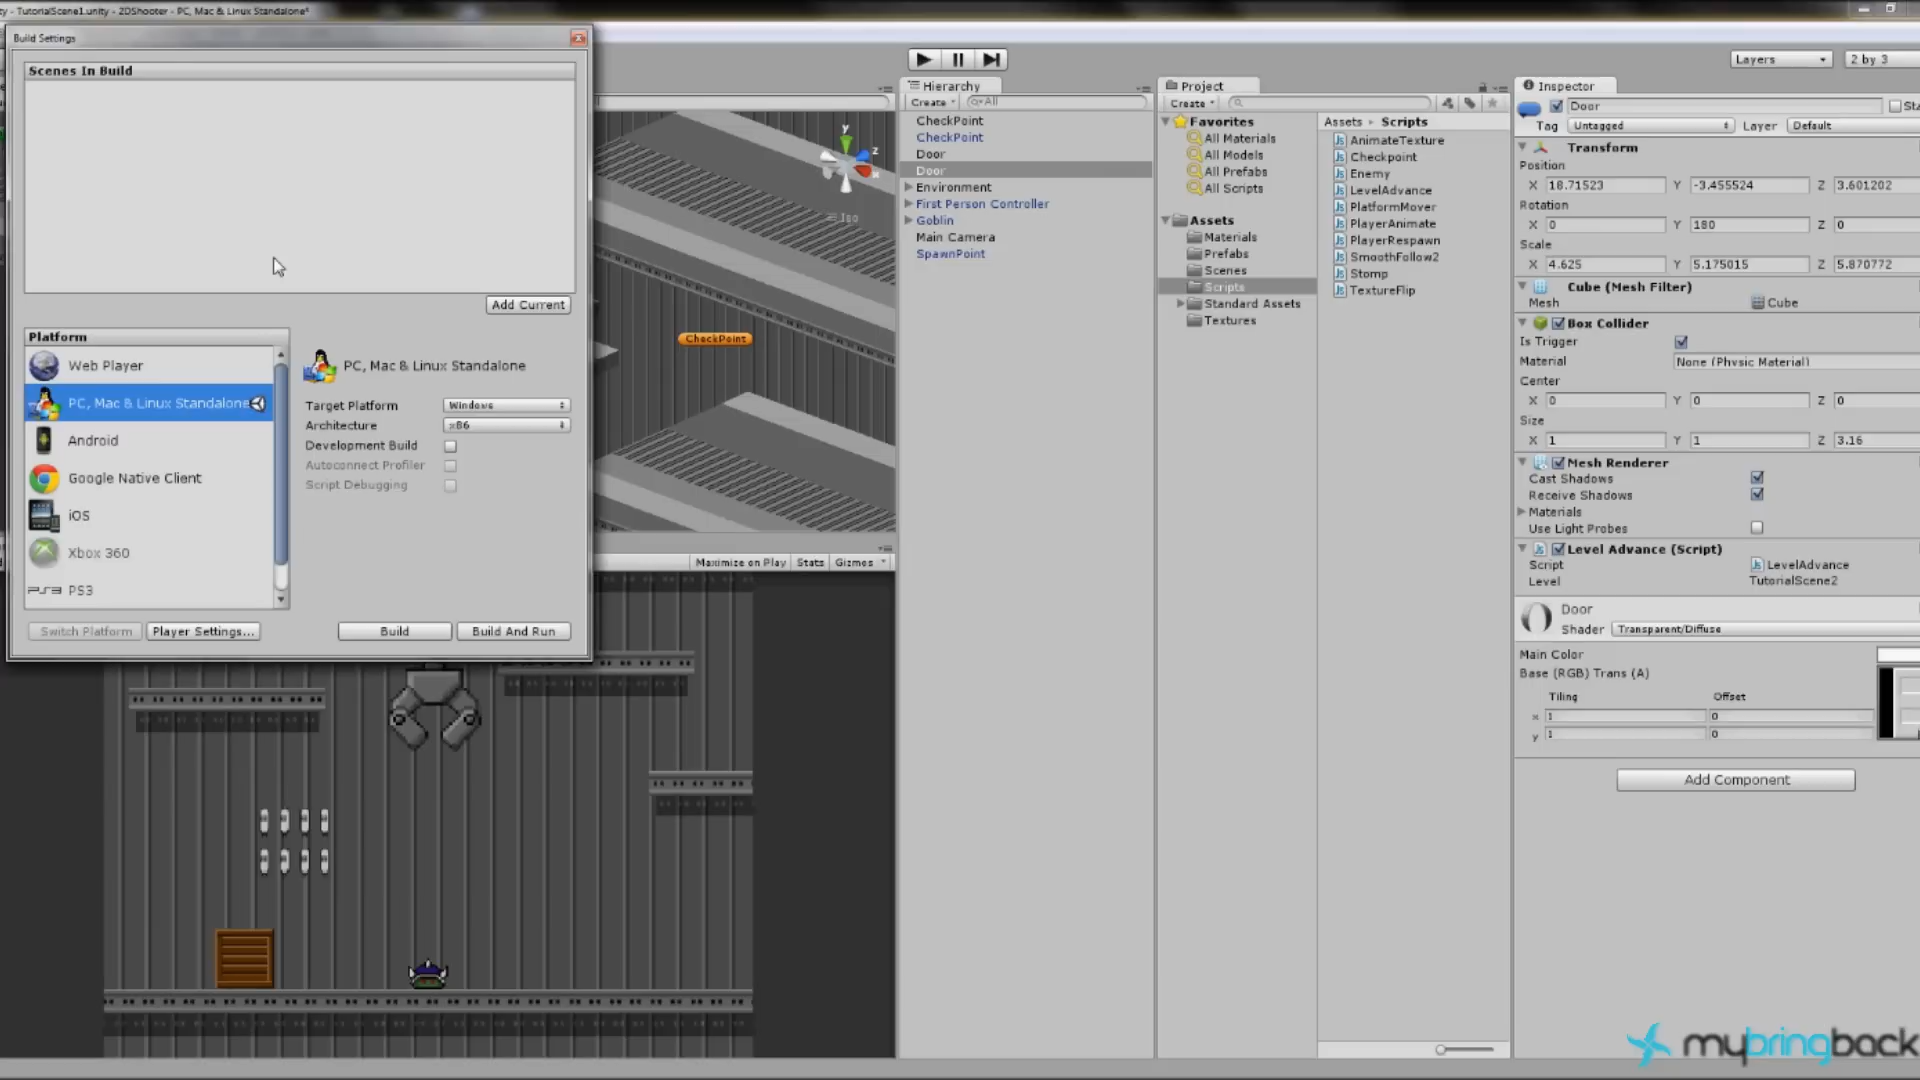 y - TutorialScene1.unity - 2DShooter - PC, Mac & Linux Standalone*
Build Settings
Scenes In Build
Add Current
Platform
Web Player
PC, Mac & Linux Standalone
Android
Google Native Client
iOS
Xbox 360
PS3 PS3
PC, Mac & Linux Standalone
Target Platform Windows
Architecture x86
Development Build
Autoconnect Profiler
Script Debugging
Switch Platform Player Settings... Build Build And Run
y
z
x
Iso
CheckPoint
Maximize on Play Stats Gizmos
Hierarchy
Create All
CheckPoint
CheckPoint
Door
Door
Environment
First Person Controller
Goblin
Main Camera
SpawnPoint
Project
Create
Favorites
All Materials
All Models
All Prefabs
All Scripts
Assets
Materials
Prefabs
Scenes
Scripts
Standard Assets
Textures
Assets Scripts
AnimateTexture
Checkpoint
Enemy
LevelAdvance
PlatformMover
PlayerAnimate
PlayerRespawn
SmoothFollow2
Stomp
TextureFlip
Layers 2 by 3
Inspector
Door Sta
Tag Untagged Layer Default
Transform
Position
X 18.71523 Y -3.455524 Z 3.601202
Rotation
X 0 Y 180 Z 0
Scale
X 4.625 Y 5.175015 Z 5.870772
Cube (Mesh Filter)
Mesh Cube
Box Collider
Is Trigger
Material None (Physic Material)
Center
X 0 Y 0 Z 0
Size
X 1 Y 1 Z 3.16
Mesh Renderer
Cast Shadows
Receive Shadows
Materials
Use Light Probes
Level Advance (Script)
Script LevelAdvance
Level TutorialScene2
Door
Shader Transparent/Diffuse
Main Color
Base (RGB) Trans (A)
Tiling Offset
x 1 0
y 1 0
Add Component
mybringback